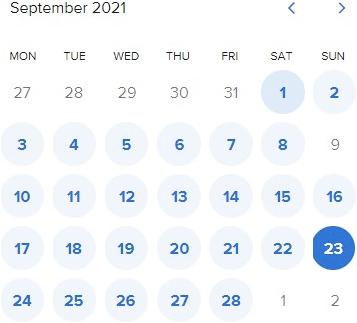 September 2021
MON TUE WED THU FRI SAT SUN
27 28 29 30 31 1 2
3 4 5 6 7 8 9
10 11 12 13 14 15 16
17 18 19 20 21 22 23
24 25 26 27 28 1 2